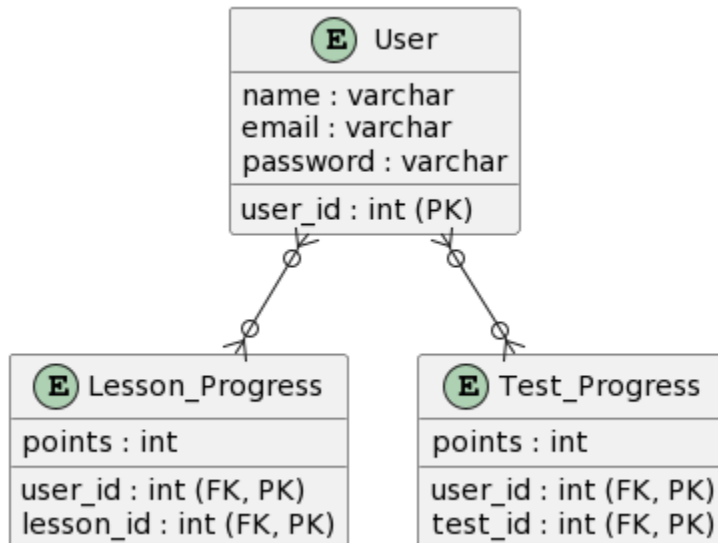 E User
name : varchar
email : varchar
password : varchar
user_id : int (PK)
E Lesson_Progress
points : int
user_id : int (FK, PK)
lesson_id : int (FK, PK)
E Test_Progress
points : int
user_id : int (FK, PK)
test_id : int (FK, PK)